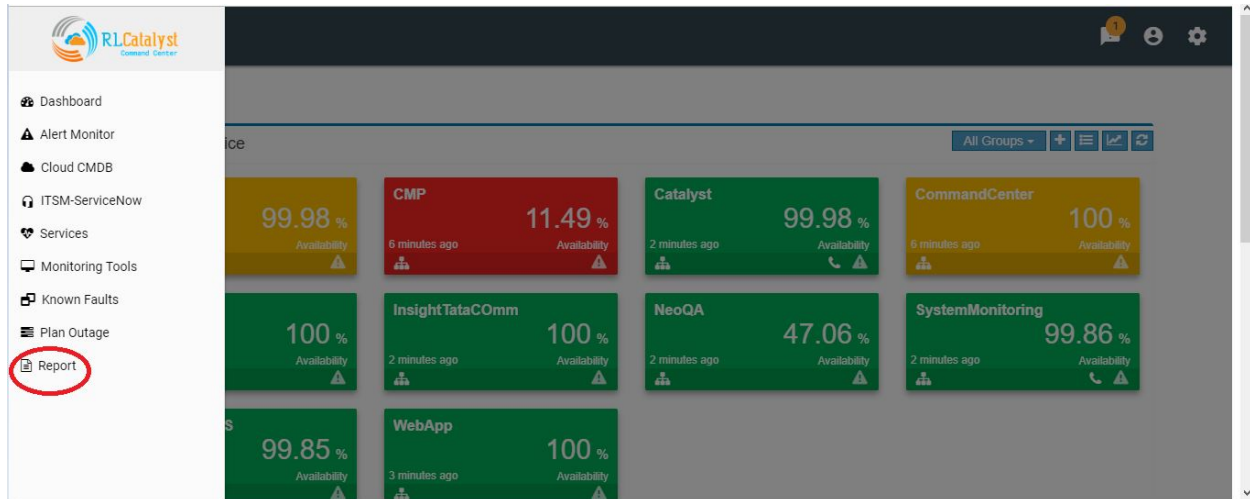 RLCatalyst
Command Center
1
Dashboard
Alert Monitor
Cloud CMDB
ITSM-ServiceNow
Services
Monitoring Tools
Known Faults
Plan Outage
Report
ice
All Groups
99.98 %
Availability
CMP
11.49 %
6 minutes ago Availability
Catalyst
99.98 %
2 minutes ago Availability
CommandCenter
100 %
6 minutes ago Availability
100 %
Availability
InsightTataCOmm
100 %
2 minutes ago Availability
NeoQA
47.06 %
2 minutes ago Availability
SystemMonitoring
99.86 %
2 minutes ago Availability
S
99.85 %
Availability
WebApp
100 %
3 minutes ago Availability